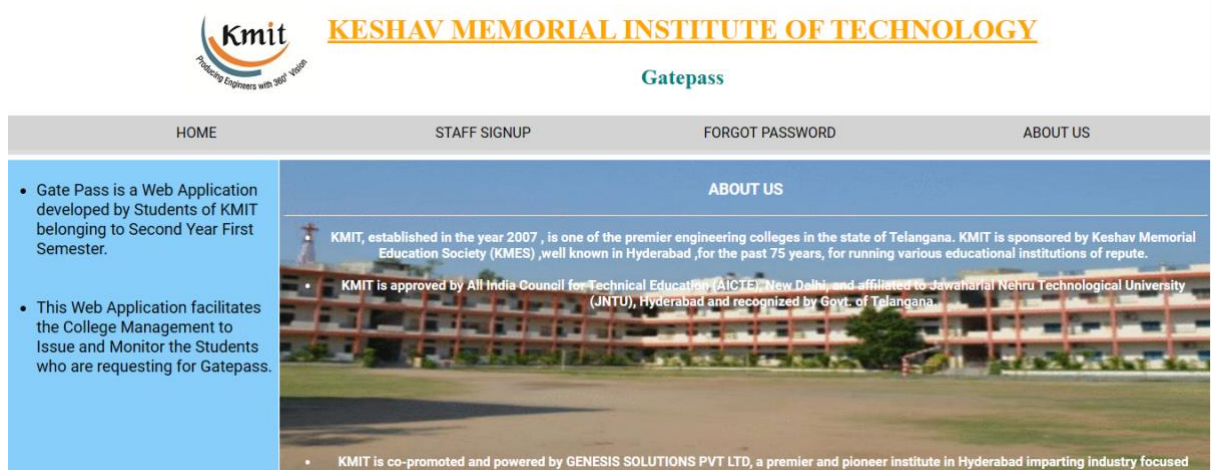 Kmit
Producing Engineers with 360° Vision
KESHAV MEMORIAL INSTITUTE OF TECHNOLOGY
Gatepass
HOME STAFF SIGNUP FORGOT PASSWORD ABOUT US
• Gate Pass is a Web Application
developed by Students of KMIT
belonging to Second Year First
Semester.
• This Web Application facilitates
the College Management to
Issue and Monitor the Students
who are requesting for Gatepass.
ABOUT US
• KMIT, established in the year 2007 , is one of the premier engineering colleges in the state of Telangana. KMIT is sponsored by Keshav Memorial
Education Society (KMES) ,well known in Hyderabad ,for the past 75 years, for running various educational institutions of repute.
• KMIT is approved by All India Council for Technical Education (AICTE), New Delhi, and affiliated to Jawaharlal Nehru Technological University
(JNTU), Hyderabad and recognized by Govt. of Telangana.
• KMIT is co-promoted and powered by GENESIS SOLUTIONS PVT LTD, a premier and pioneer institute in Hyderabad imparting industry focused